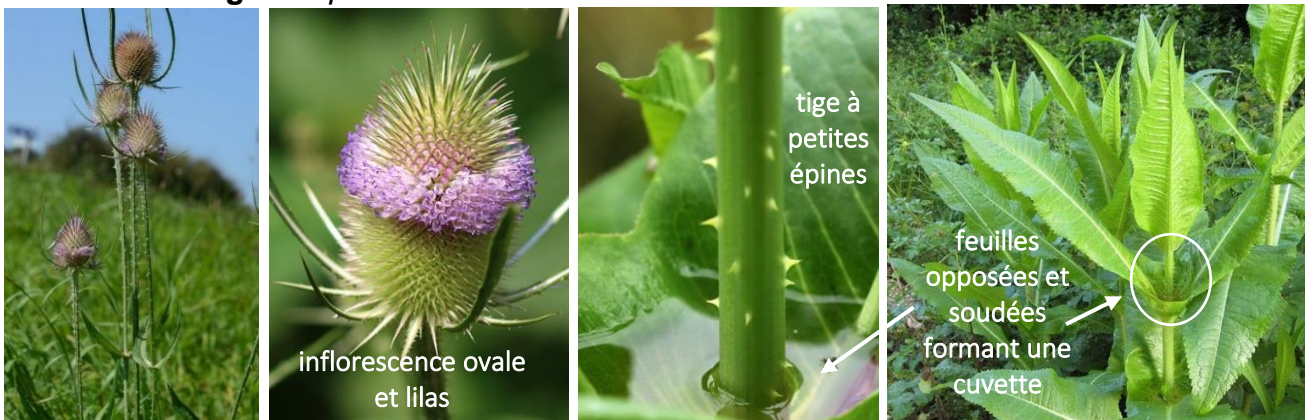 inflorescence ovale
et lilas
tige à
petites
épines
feuilles
opposées et
soudées
formant une
cuvette